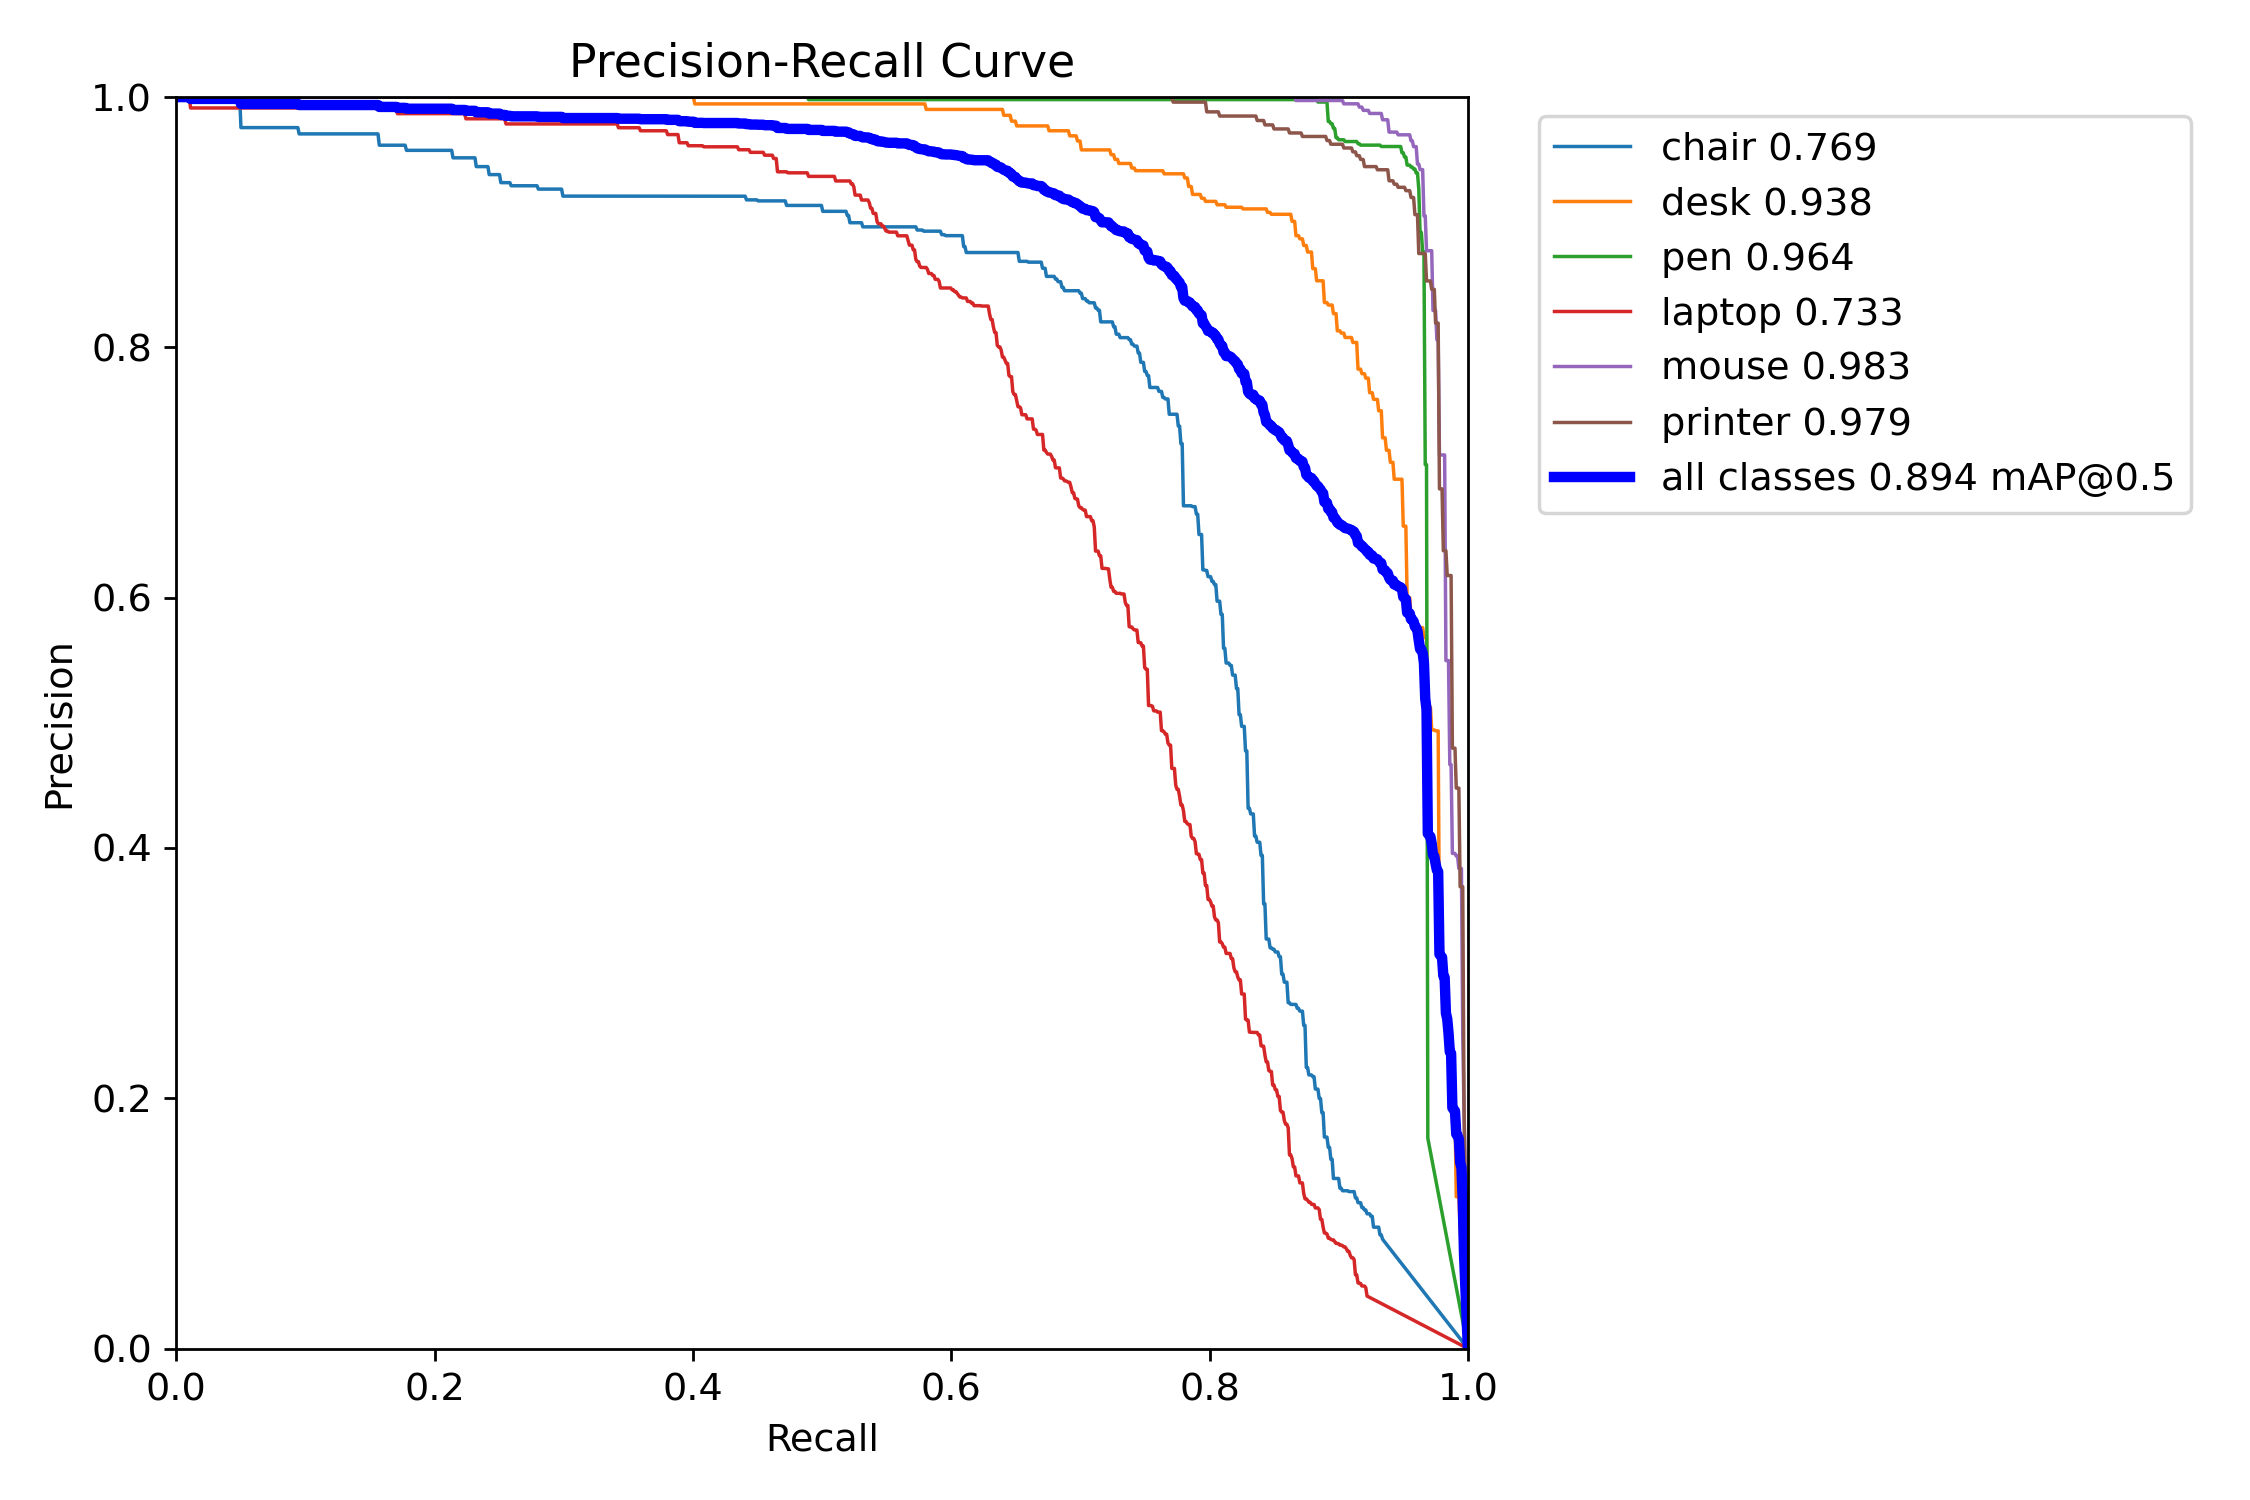 Precision-Recall Curve
1.0
0.8
0.6
0.4
0.2
0.0
Precision
0.0 0.2 0.4 0.6 0.8 1.0
Recall
chair 0.769
desk 0.938
pen 0.964
laptop 0.733
mouse 0.983
printer 0.979
all classes 0.894 mAP@0.5